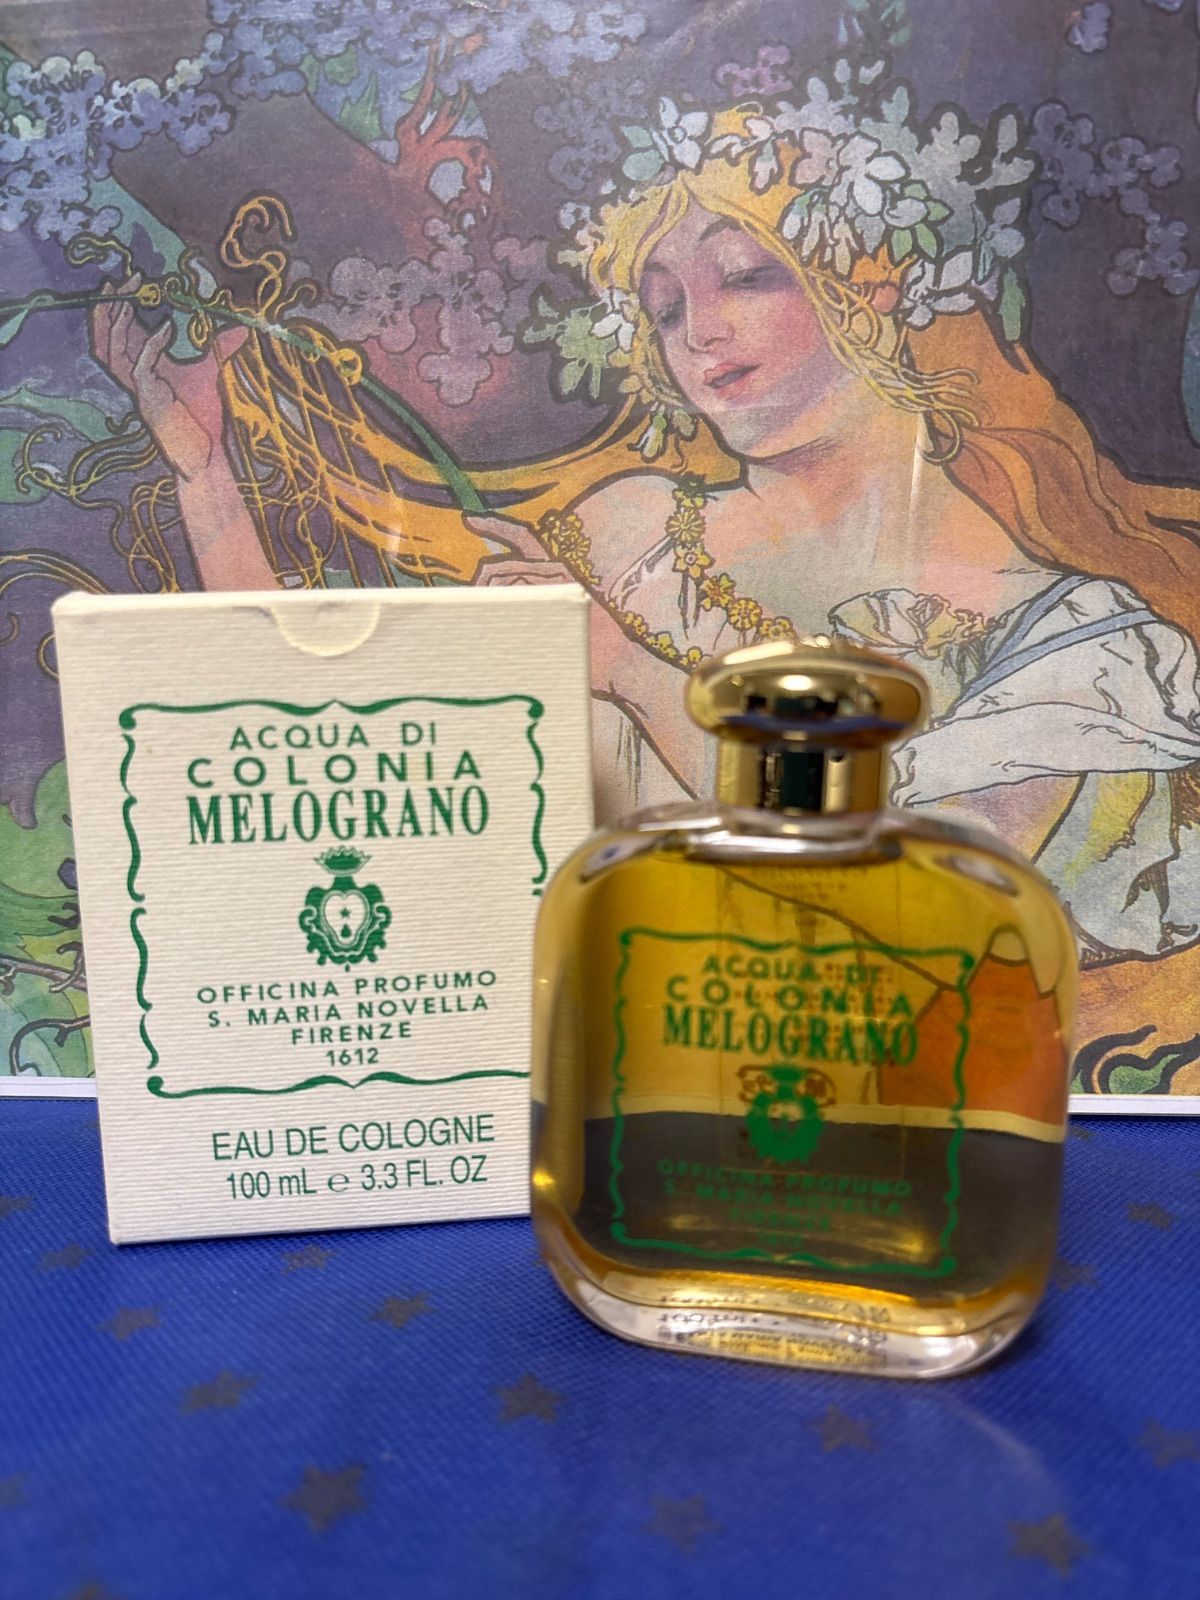 ACQUA DI
COLONIA
MELOGRANO
OFFICINA PROFUMO
S. MARIA NOVELLA
FIRENZE
1612
EAU DE COLOGNE
100 mL ℮ 3.3 FL. OZ
ACQUA DI
COLONIA
MELOGRANO
OFFICINA PROFUMO
S. MARIA NOVELLA
FIRENZE
1612